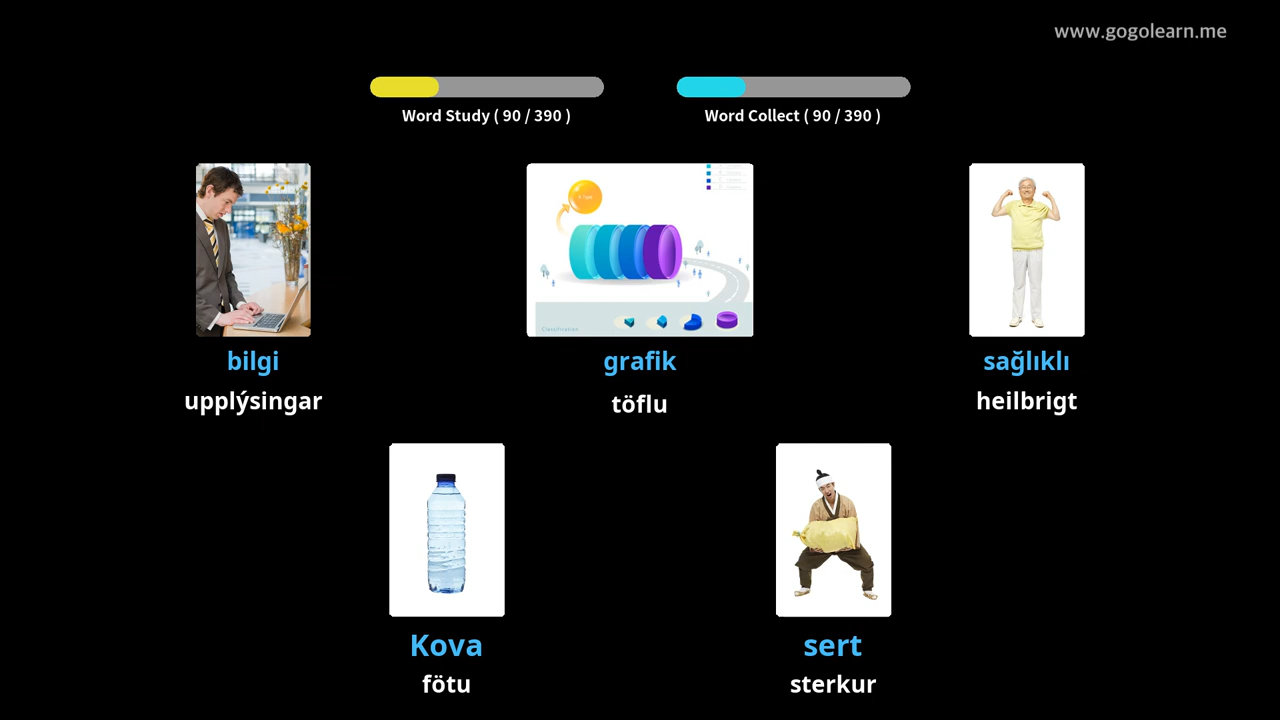 www.gogolearn.me
Word Study ( 90 / 390 )
Word Collect ( 90 / 390 )
Classification
bilgi
grafik
sağlıklı
upplýsingar
töflu
heilbrigt
Kova
sert
fötu
sterkur